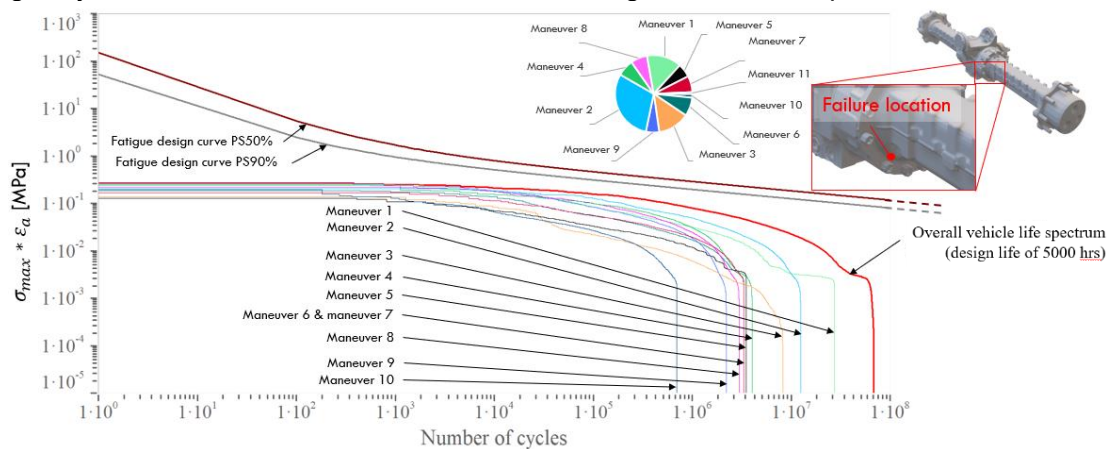 1·10³
1·10²
1·10¹
1·10⁰
1·10⁻¹
1·10⁻²
1·10⁻³
1·10⁻⁴
1·10⁻⁵
σmax * εa [MPa]
Fatigue design curve PS50%
Fatigue design curve PS90%
Maneuver 8
Maneuver 4
Maneuver 2
Maneuver 9
Maneuver 1
Maneuver 5
Maneuver 7
Maneuver 11
Maneuver 10
Maneuver 6
Maneuver 3
Failure location
Overall vehicle life spectrum
(design life of 5000 hrs)
Maneuver 1
Maneuver 2
Maneuver 3
Maneuver 4
Maneuver 5
Maneuver 6 & maneuver 7
Maneuver 8
Maneuver 9
Maneuver 10
1·10⁰
1·10¹
1·10²
1·10³
1·10⁴
1·10⁵
1·10⁶
1·10⁷
1·10⁸
Number of cycles